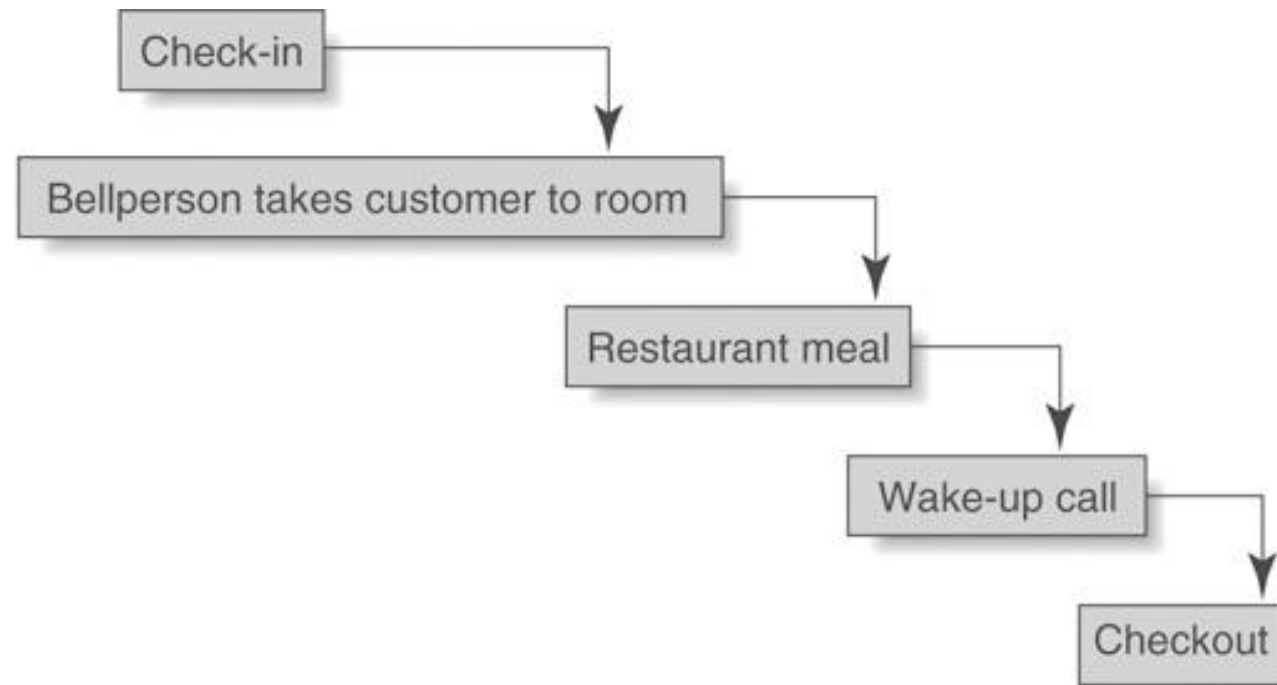 Check-in
Bellperson takes customer to room
Restaurant meal
Wake-up call
Checkout